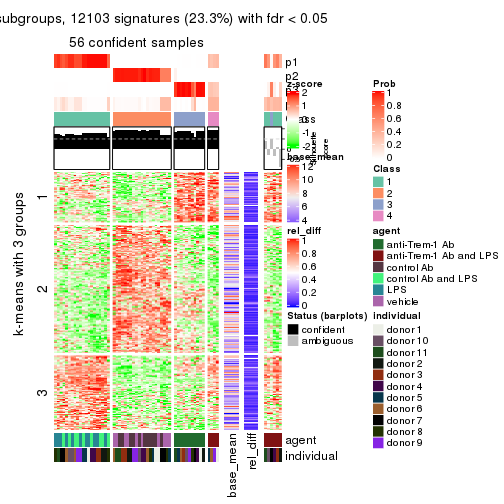 subgroups, 12103 signatures (23.3%) with fdr < 0.05
56 confident samples
p1
p2
z-score
2
1
0
-1
-2
Silhouette score
base_mean
12
10
8
6
4
rel_diff
1
0.8
0.6
0.4
0.2
0
Status (barplots)
confident
ambiguous
Prob
1
0.8
0.6
0.4
0.2
0
Class
1
2
3
4
agent
anti-Trem-1 Ab
anti-Trem-1 Ab and LPS
control Ab
control Ab and LPS
LPS
vehicle
individual
donor 1
donor 10
donor 11
donor 2
donor 3
donor 4
donor 5
donor 6
donor 7
donor 8
donor 9
k-means with 3 groups
1
2
3
agent
individual
base_mean
rel_diff